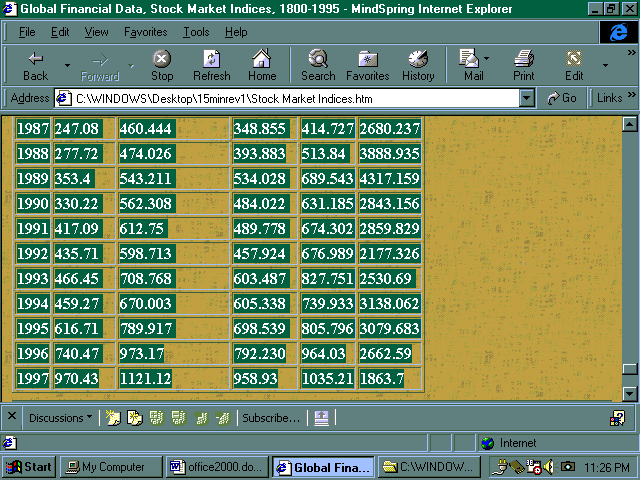 Global Financial Data, Stock Market Indices, 1800-1995 - MindSpring Internet Explorer
File Edit View Favorites Tools Help
Back Forward Stop Refresh Home Search Favorites History Mail Print Edit
Address C:\WINDOWS\Desktop\15minrev1\Stock Market Indices.htm Go Links »
1987 247.08 460.444 348.855 414.727 2680.237
1988 277.72 474.026 393.883 513.84 3888.935
1989 353.4 543.211 534.028 689.543 4317.159
1990 330.22 562.308 484.022 631.185 2843.156
1991 417.09 612.75 489.778 674.302 2859.829
1992 435.71 598.713 457.924 676.989 2177.326
1993 466.45 708.768 603.487 827.751 2530.69
1994 459.27 670.003 605.338 739.933 3138.062
1995 616.71 789.917 698.539 805.796 3079.683
1996 740.47 973.17 792.230 964.03 2662.59
1997 970.43 1121.12 958.93 1035.21 1863.7
Discussions Subscribe...
Internet
Start My Computer office2000.do... Global Fina... C:\WINDOW... 11:26 PM